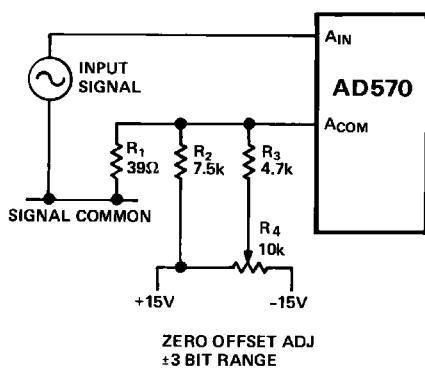 INPUT
SIGNAL
AIN
AD570
ACOM
R1
39Ω
R2
7.5k
R3
4.7k
R4
10k
SIGNAL COMMON
+15V
-15V
ZERO OFFSET ADJ
±3 BIT RANGE